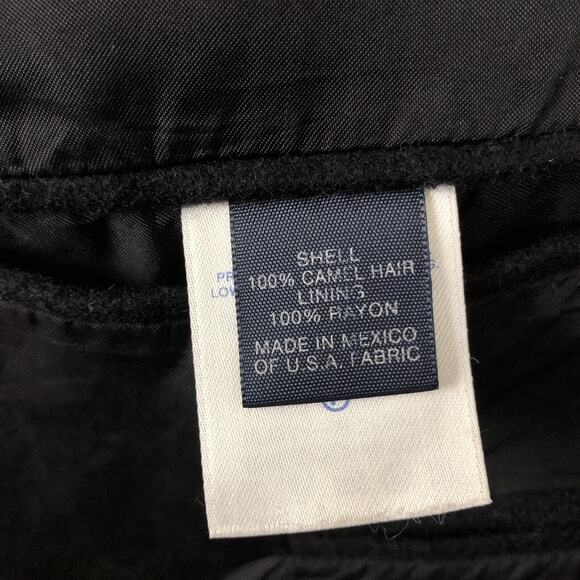 SHELL
100% CAMEL HAIR
LINING
100% RAYON
MADE IN MEXICO
OF U.S.A. FABRIC